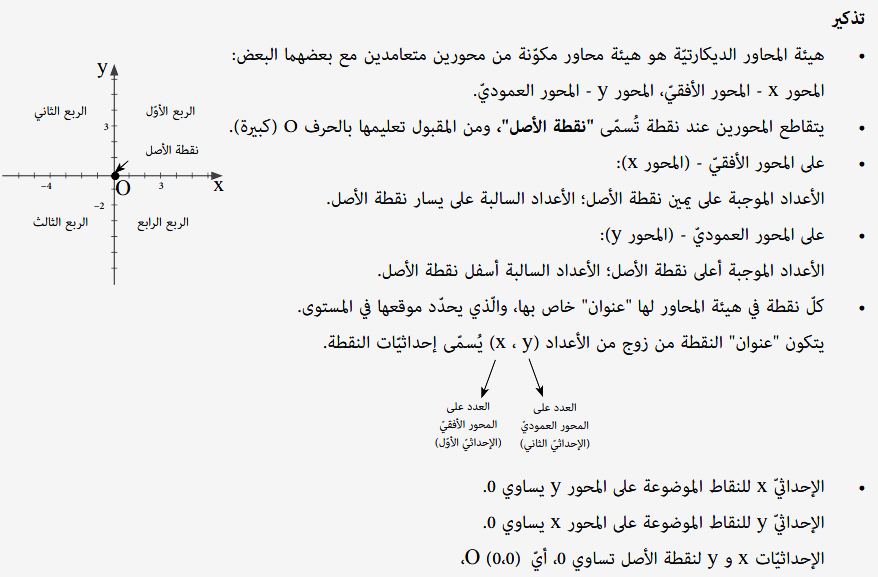 تذكير
• هيئة المحاور الديكارتيّة هو هيئة محاور مكوّنة من محورين متعامدين مع بعضهما البعض:
المحور x - المحور الأفقيّ، المحور y - المحور العموديّ.
• يتقاطع المحورين عند نقطة تُسمّى "نقطة الأصل"، ومن المقبول تعليمها بالحرف O (كبيرة).
• على المحور الأفقيّ - (المحور x):
الأعداد الموجبة على يمين نقطة الأصل؛ الأعداد السالبة على يسار نقطة الأصل.
• على المحور العموديّ - (المحور y):
الأعداد الموجبة أعلى نقطة الأصل؛ الأعداد السالبة أسفل نقطة الأصل.
• كلّ نقطة في هيئة المحاور لها "عنوان" خاص بها، والّذي يحدّد موقعها في المستوى.
يتكون "عنوان" النقطة من زوج من الأعداد (x ، y) يُسمّى إحداثيّات النقطة.
العدد على
المحور العموديّ
(الإحداثيّ الثاني)
العدد على
المحور الأفقيّ
(الإحداثيّ الأوّل)
• الإحداثيّ x للنقاط الموضوعة على المحور y يساوي 0.
الإحداثيّ y للنقاط الموضوعة على المحور x يساوي 0.
الإحداثيّات x و y لنقطة الأصل تساوي 0، أيّ O (0،0)،
y
الربع الأوّل
الربع الثاني
3
نقطة الأصل
-4
O
3
x
-2
الربع الرابع
الربع الثالث